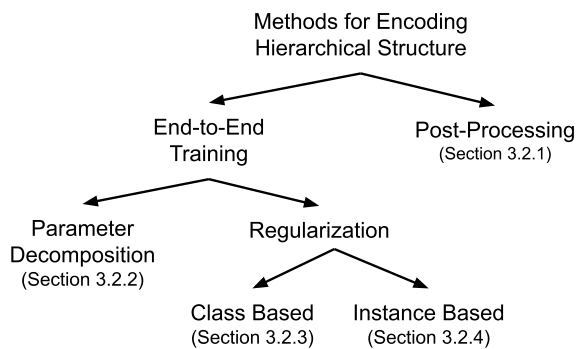 Methods for Encoding
Hierarchical Structure
End-to-End
Training
Post-Processing
(Section 3.2.1)
Parameter
Decomposition
(Section 3.2.2)
Regularization
Class Based
(Section 3.2.3)
Instance Based
(Section 3.2.4)